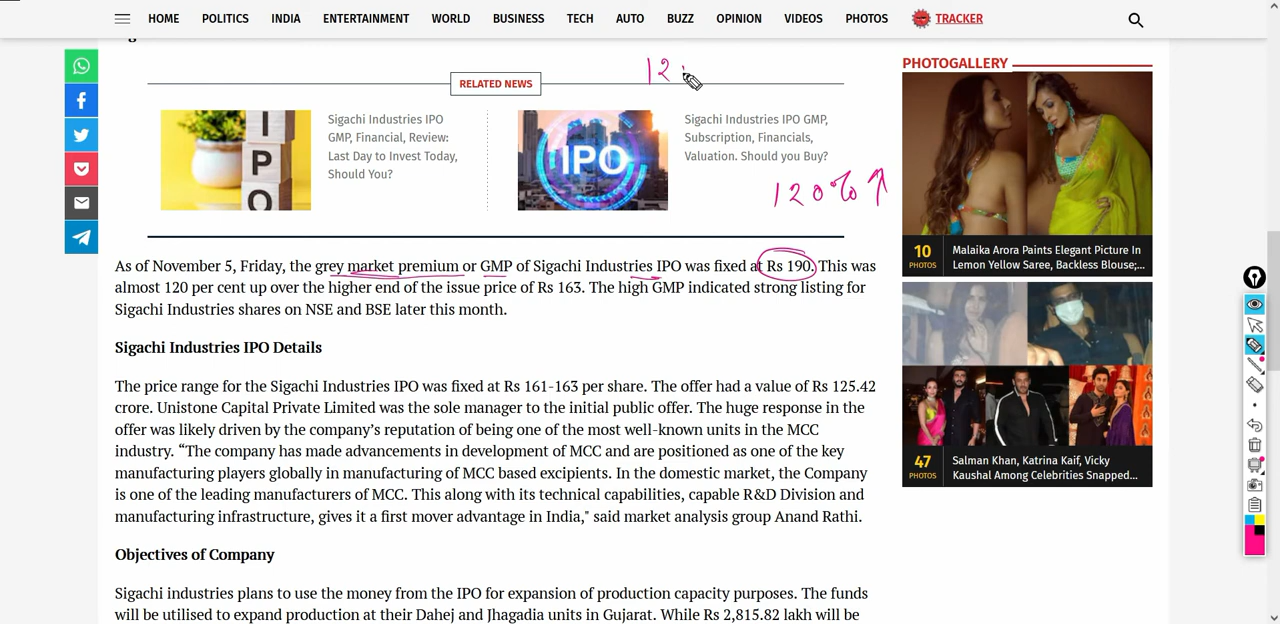 HOME POLITICS INDIA ENTERTAINMENT WORLD BUSINESS TECH AUTO BUZZ OPINION VIDEOS PHOTOS TRACKER
RELATED NEWS
12
Sigachi Industries IPO
GMP, Financial, Review:
Last Day to Invest Today,
Should You?
I
P
O
Sigachi Industries IPO GMP,
Subscription, Financials,
Valuation. Should you Buy?
IPO
120% ↑
As of November 5, Friday, the grey market premium or GMP of Sigachi Industries IPO was fixed at Rs 190. This was
almost 120 per cent up over the higher end of the issue price of Rs 163. The high GMP indicated strong listing for
Sigachi Industries shares on NSE and BSE later this month.
Sigachi Industries IPO Details
The price range for the Sigachi Industries IPO was fixed at Rs 161-163 per share. The offer had a value of Rs 125.42
crore. Unistone Capital Private Limited was the sole manager to the initial public offer. The huge response in the
offer was likely driven by the company's reputation of being one of the most well-known units in the MCC
industry. "The company has made advancements in development of MCC and are positioned as one of the key
manufacturing players globally in manufacturing of MCC based excipients. In the domestic market, the Company
is one of the leading manufacturers of MCC. This along with its technical capabilities, capable R&D Division and
manufacturing infrastructure, gives it a first mover advantage in India," said market analysis group Anand Rathi.
Objectives of Company
Sigachi industries plans to use the money from the IPO for expansion of production capacity purposes. The funds
will be utilised to expand production at their Dahej and Jhagadia units in Gujarat. While Rs 2,815.82 lakh will be
PHOTOGALLERY
10 PHOTOS
Malaika Arora Paints Elegant Picture In
Lemon Yellow Saree, Backless Blouse;...
47 PHOTOS
Salman Khan, Katrina Kaif, Vicky
Kaushal Among Celebrities Snapped...